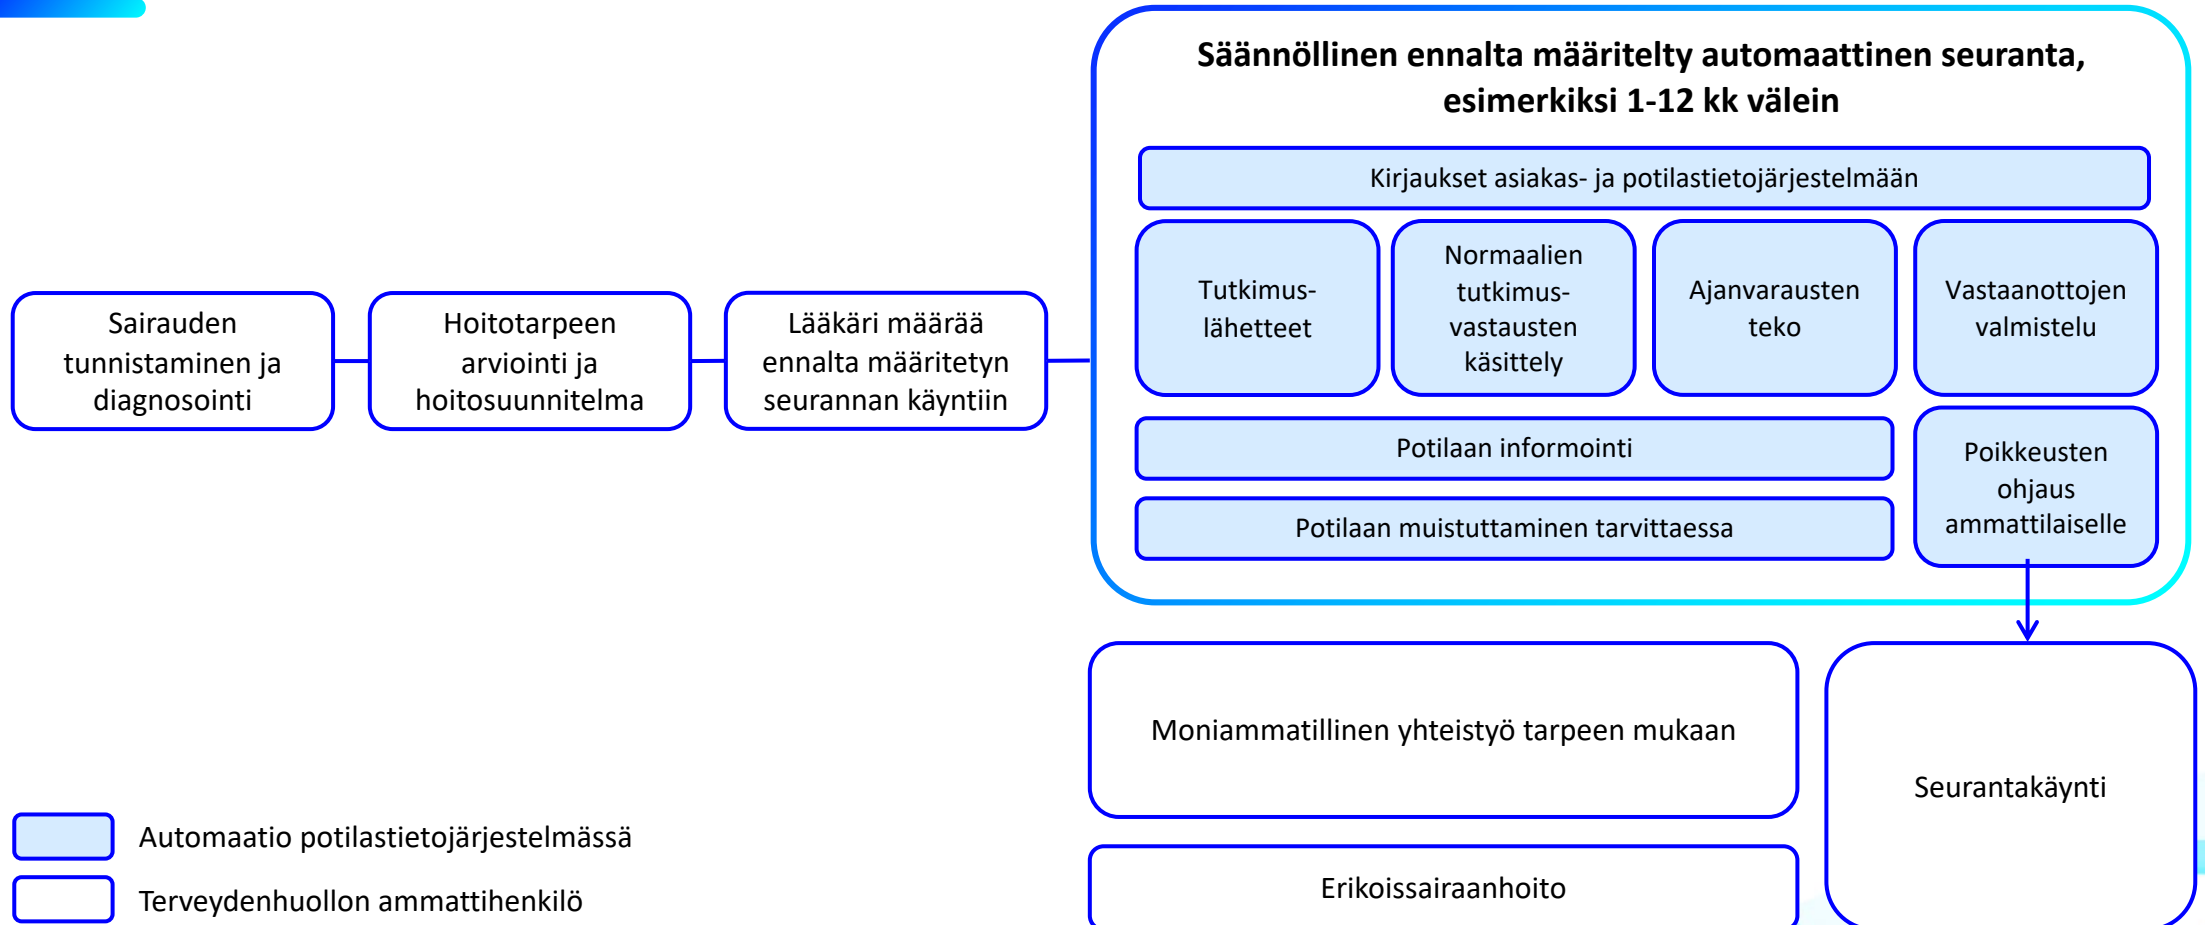 Säännöllinen ennalta määritelty automaattinen seuranta,
esimerkiksi 1-12 kk välein
Kirjaukset asiakas- ja potilastietojärjestelmään
Sairauden
tunnistaminen ja
diagnosointi
Hoitotarpeen
arviointi ja
hoitosuunnitelma
Lääkäri määrää
ennalta määritetyn
seurannan käyntiin
Tutkimus-
lähetteet
Normaalien
tutkimus-
vastausten
käsittely
Ajanvarausten
teko
Vastaanottojen
valmistelu
Potilaan informointi
Potilaan muistuttaminen tarvittaessa
Poikkeusten
ohjaus
ammattilaiselle
Moniammatillinen yhteistyö tarpeen mukaan
Seurantakäynti
Erikoissairaanhoito
Automaatio potilastietojärjestelmässä
Terveydenhuollon ammattihenkilö